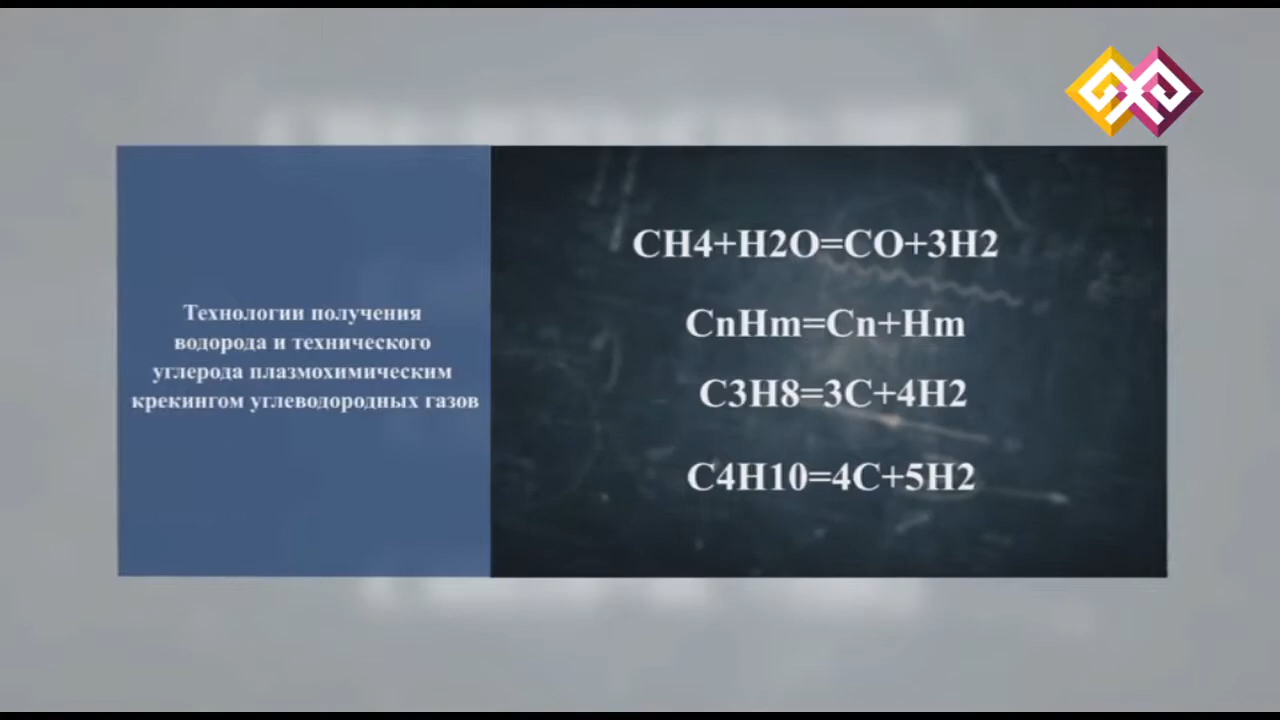 Технологии получения
водорода и технического
углерода плазмохимическим
крекингом углеводородных газов
CH4+H2O=CO+3H2
CnHm=Cn+Hm
C3H8=3C+4H2
C4H10=4C+5H2